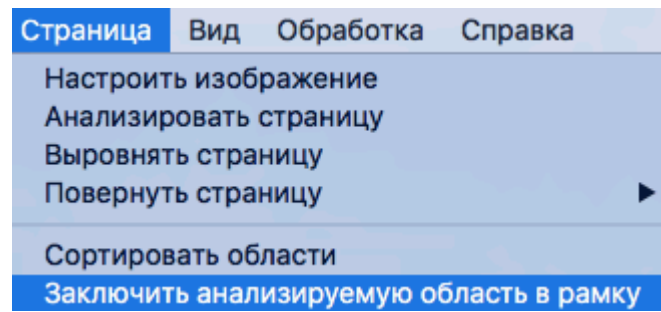 Страница Вид Обработка Справка
Настроить изображение
Анализировать страницу
Выровнять страницу
Повернуть страницу
Сортировать области
Заключить анализируемую область в рамку